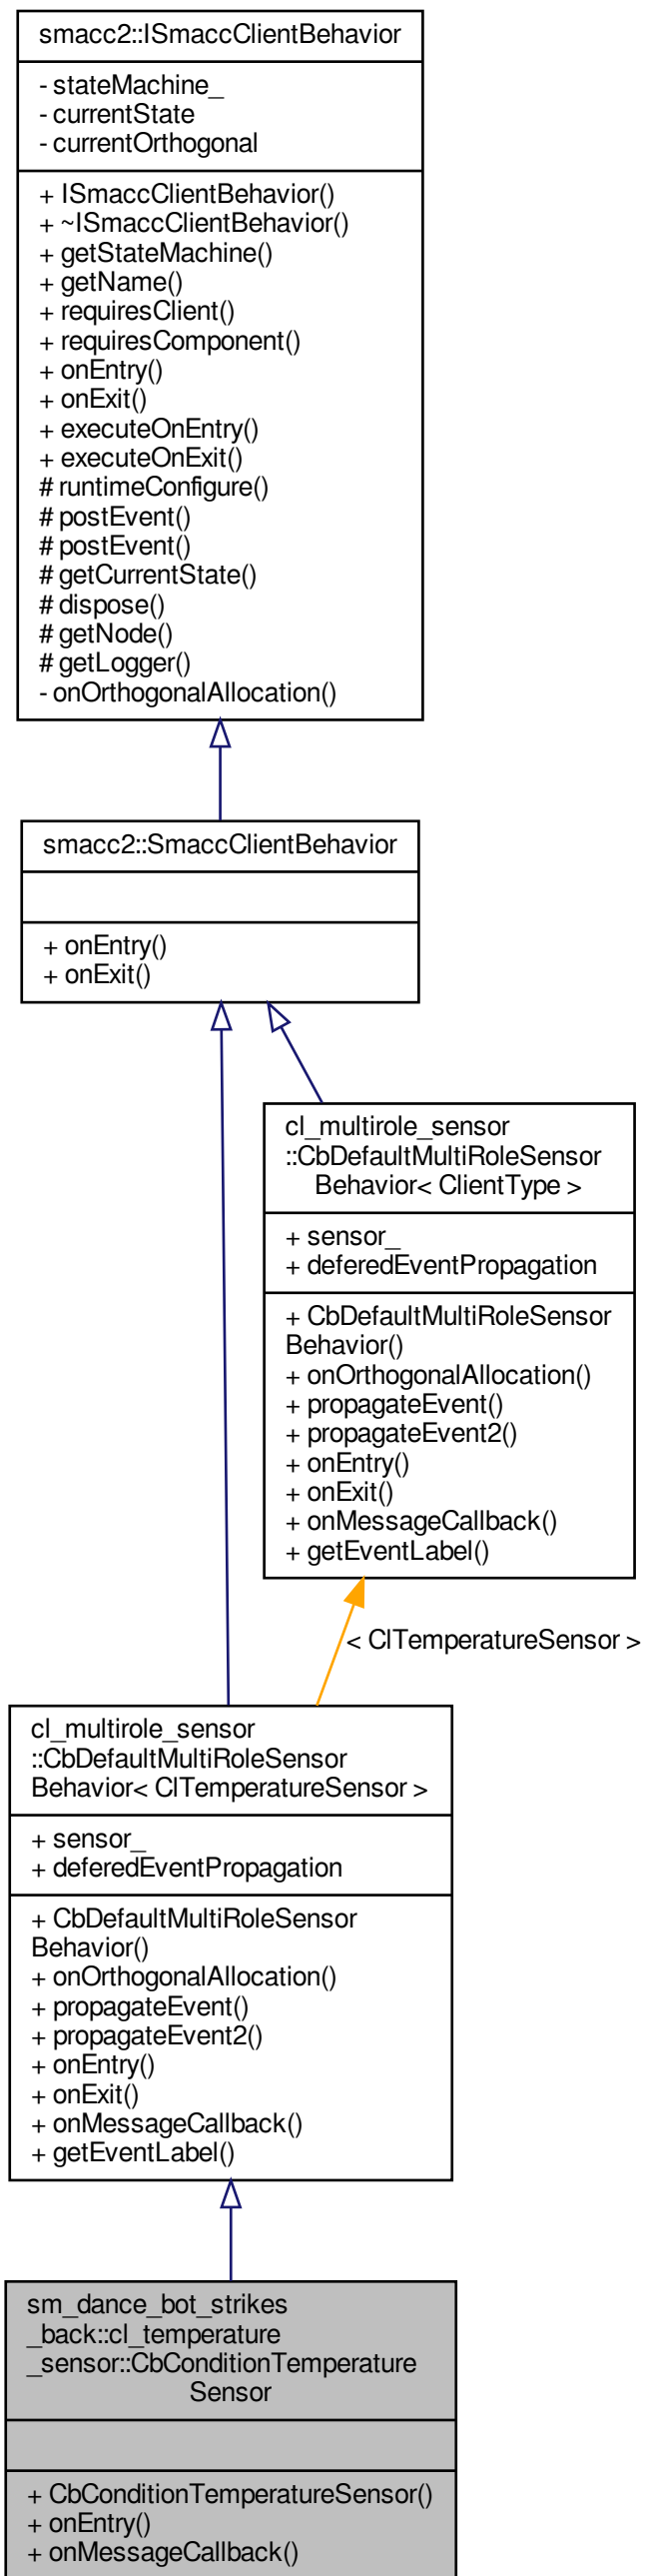 smacc2::ISmaccClientBehavior
- stateMachine_
- currentState
- currentOrthogonal
+ ISmaccClientBehavior()
+ ~ISmaccClientBehavior()
+ getStateMachine()
+ getName()
+ requiresClient()
+ requiresComponent()
+ onEntry()
+ onExit()
+ executeOnEntry()
+ executeOnExit()
# runtimeConfigure()
# postEvent()
# postEvent()
# getCurrentState()
# dispose()
# getNode()
# getLogger()
- onOrthogonalAllocation()
smacc2::SmaccClientBehavior
+ onEntry()
+ onExit()
cl_multirole_sensor
::CbDefaultMultiRoleSensor
Behavior< ClientType >
+ sensor_
+ deferedEventPropagation
+ CbDefaultMultiRoleSensor
Behavior()
+ onOrthogonalAllocation()
+ propagateEvent()
+ propagateEvent2()
+ onEntry()
+ onExit()
+ onMessageCallback()
+ getEventLabel()
< ClTemperatureSensor >
cl_multirole_sensor
::CbDefaultMultiRoleSensor
Behavior< ClTemperatureSensor >
+ sensor_
+ deferedEventPropagation
+ CbDefaultMultiRoleSensor
Behavior()
+ onOrthogonalAllocation()
+ propagateEvent()
+ propagateEvent2()
+ onEntry()
+ onExit()
+ onMessageCallback()
+ getEventLabel()
sm_dance_bot_strikes
_back::cl_temperature
_sensor::CbConditionTemperature
Sensor
+ CbConditionTemperatureSensor()
+ onEntry()
+ onMessageCallback()